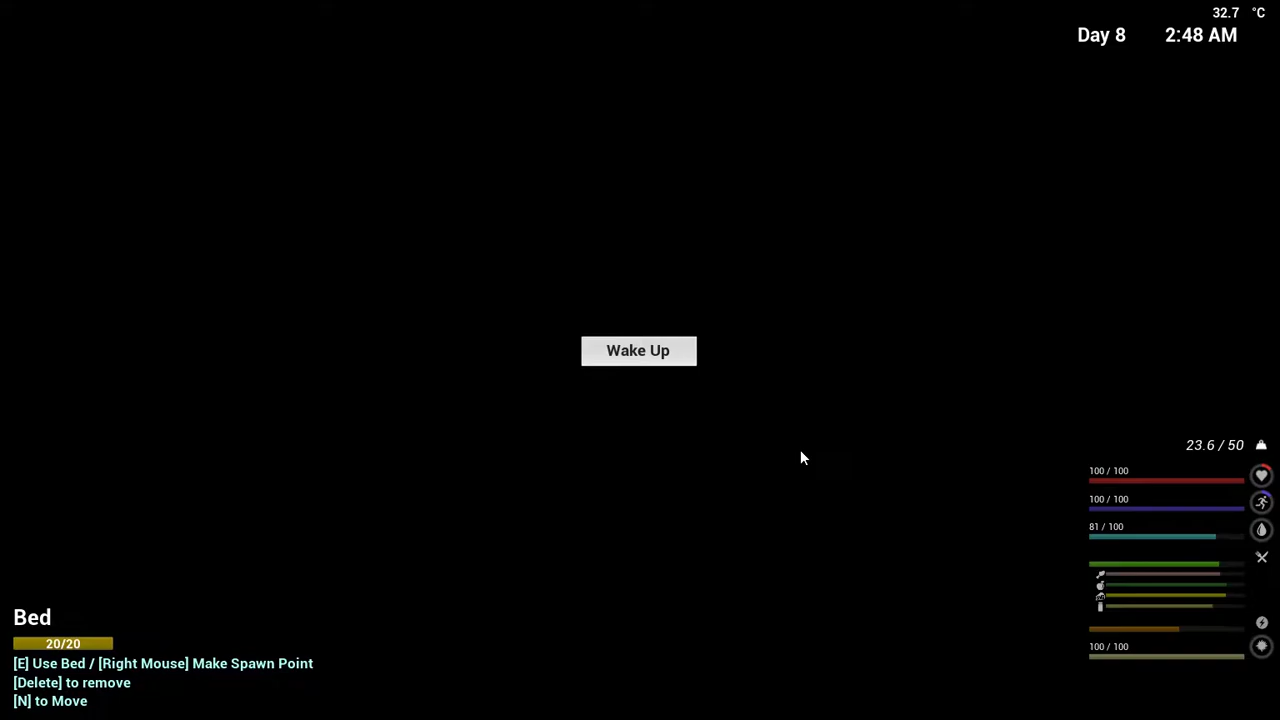 32.7 °C
Day 8 2:48 AM
Wake Up
23.6 / 50
100 / 100
100 / 100
81 / 100
100 / 100
Bed
20/20
[E] Use Bed / [Right Mouse] Make Spawn Point
[Delete] to remove
[N] to Move